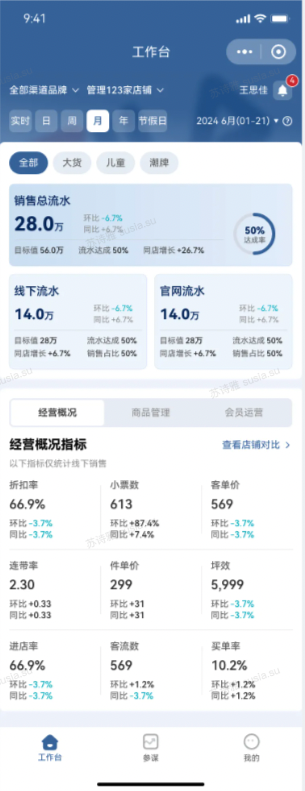 9:41
工作台
全部渠道品牌 管理123家店铺 王思佳 4
实时 日 周 月 年 节假日 2024 6月(01-21)
全部 大货 儿童 潮牌
销售总流水
28.0万 环比 -6.7%
同比 +6.7%
50%
达成率
目标值 56.0万 流水达成 50% 同店增长 +26.7%
线下流水
14.0万 环比 -6.7%
同比 +6.7%
目标值 28万 流水达成 50%
同店增长 +6.7% 销售占比 50%
官网流水
14.0万 环比 -6.7%
同比 +6.7%
目标值 28万 流水达成 50%
同店增长 +6.7% 销售占比 50%
经营概况 商品管理 会员运营
经营概况指标 查看店铺对比
以下指标仅统计线下销售
折扣率 小票数 客单价
66.9% 613 569
环比 -3.7% 环比 +87.4% 环比 -3.7%
同比 -3.7% 同比 +7.4% 同比 -3.7%
连带率 件单价 坪效
2.30 299 5,999
环比 +0.33 环比 +31 环比 -3.7%
同比 +0.33 同比 +31 同比 -3.7%
进店率 客流数 买单率
66.9% 569 10.2%
环比 -3.7% 环比 +1.2% 环比 +1.2%
同比 -3.7% 同比 -3.7% 同比 +1.2%
工作台 参谋 我的